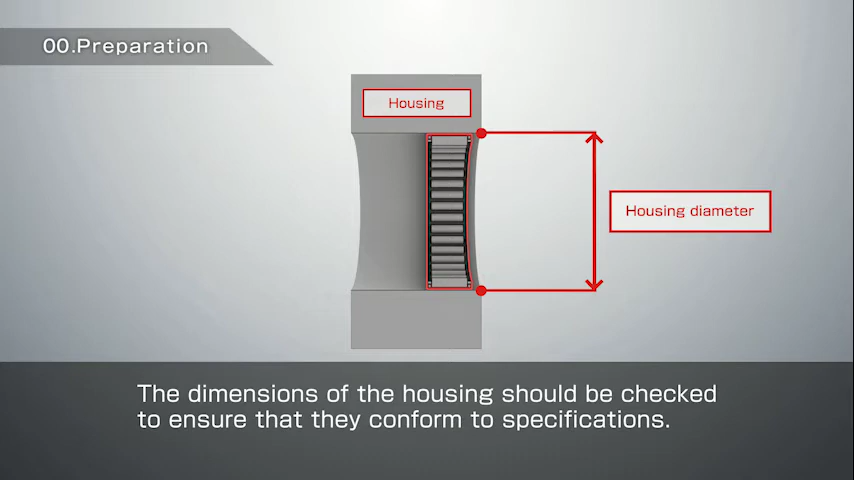 00.Preparation
Housing
Housing diameter
The dimensions of the housing should be checked
to ensure that they conform to specifications.